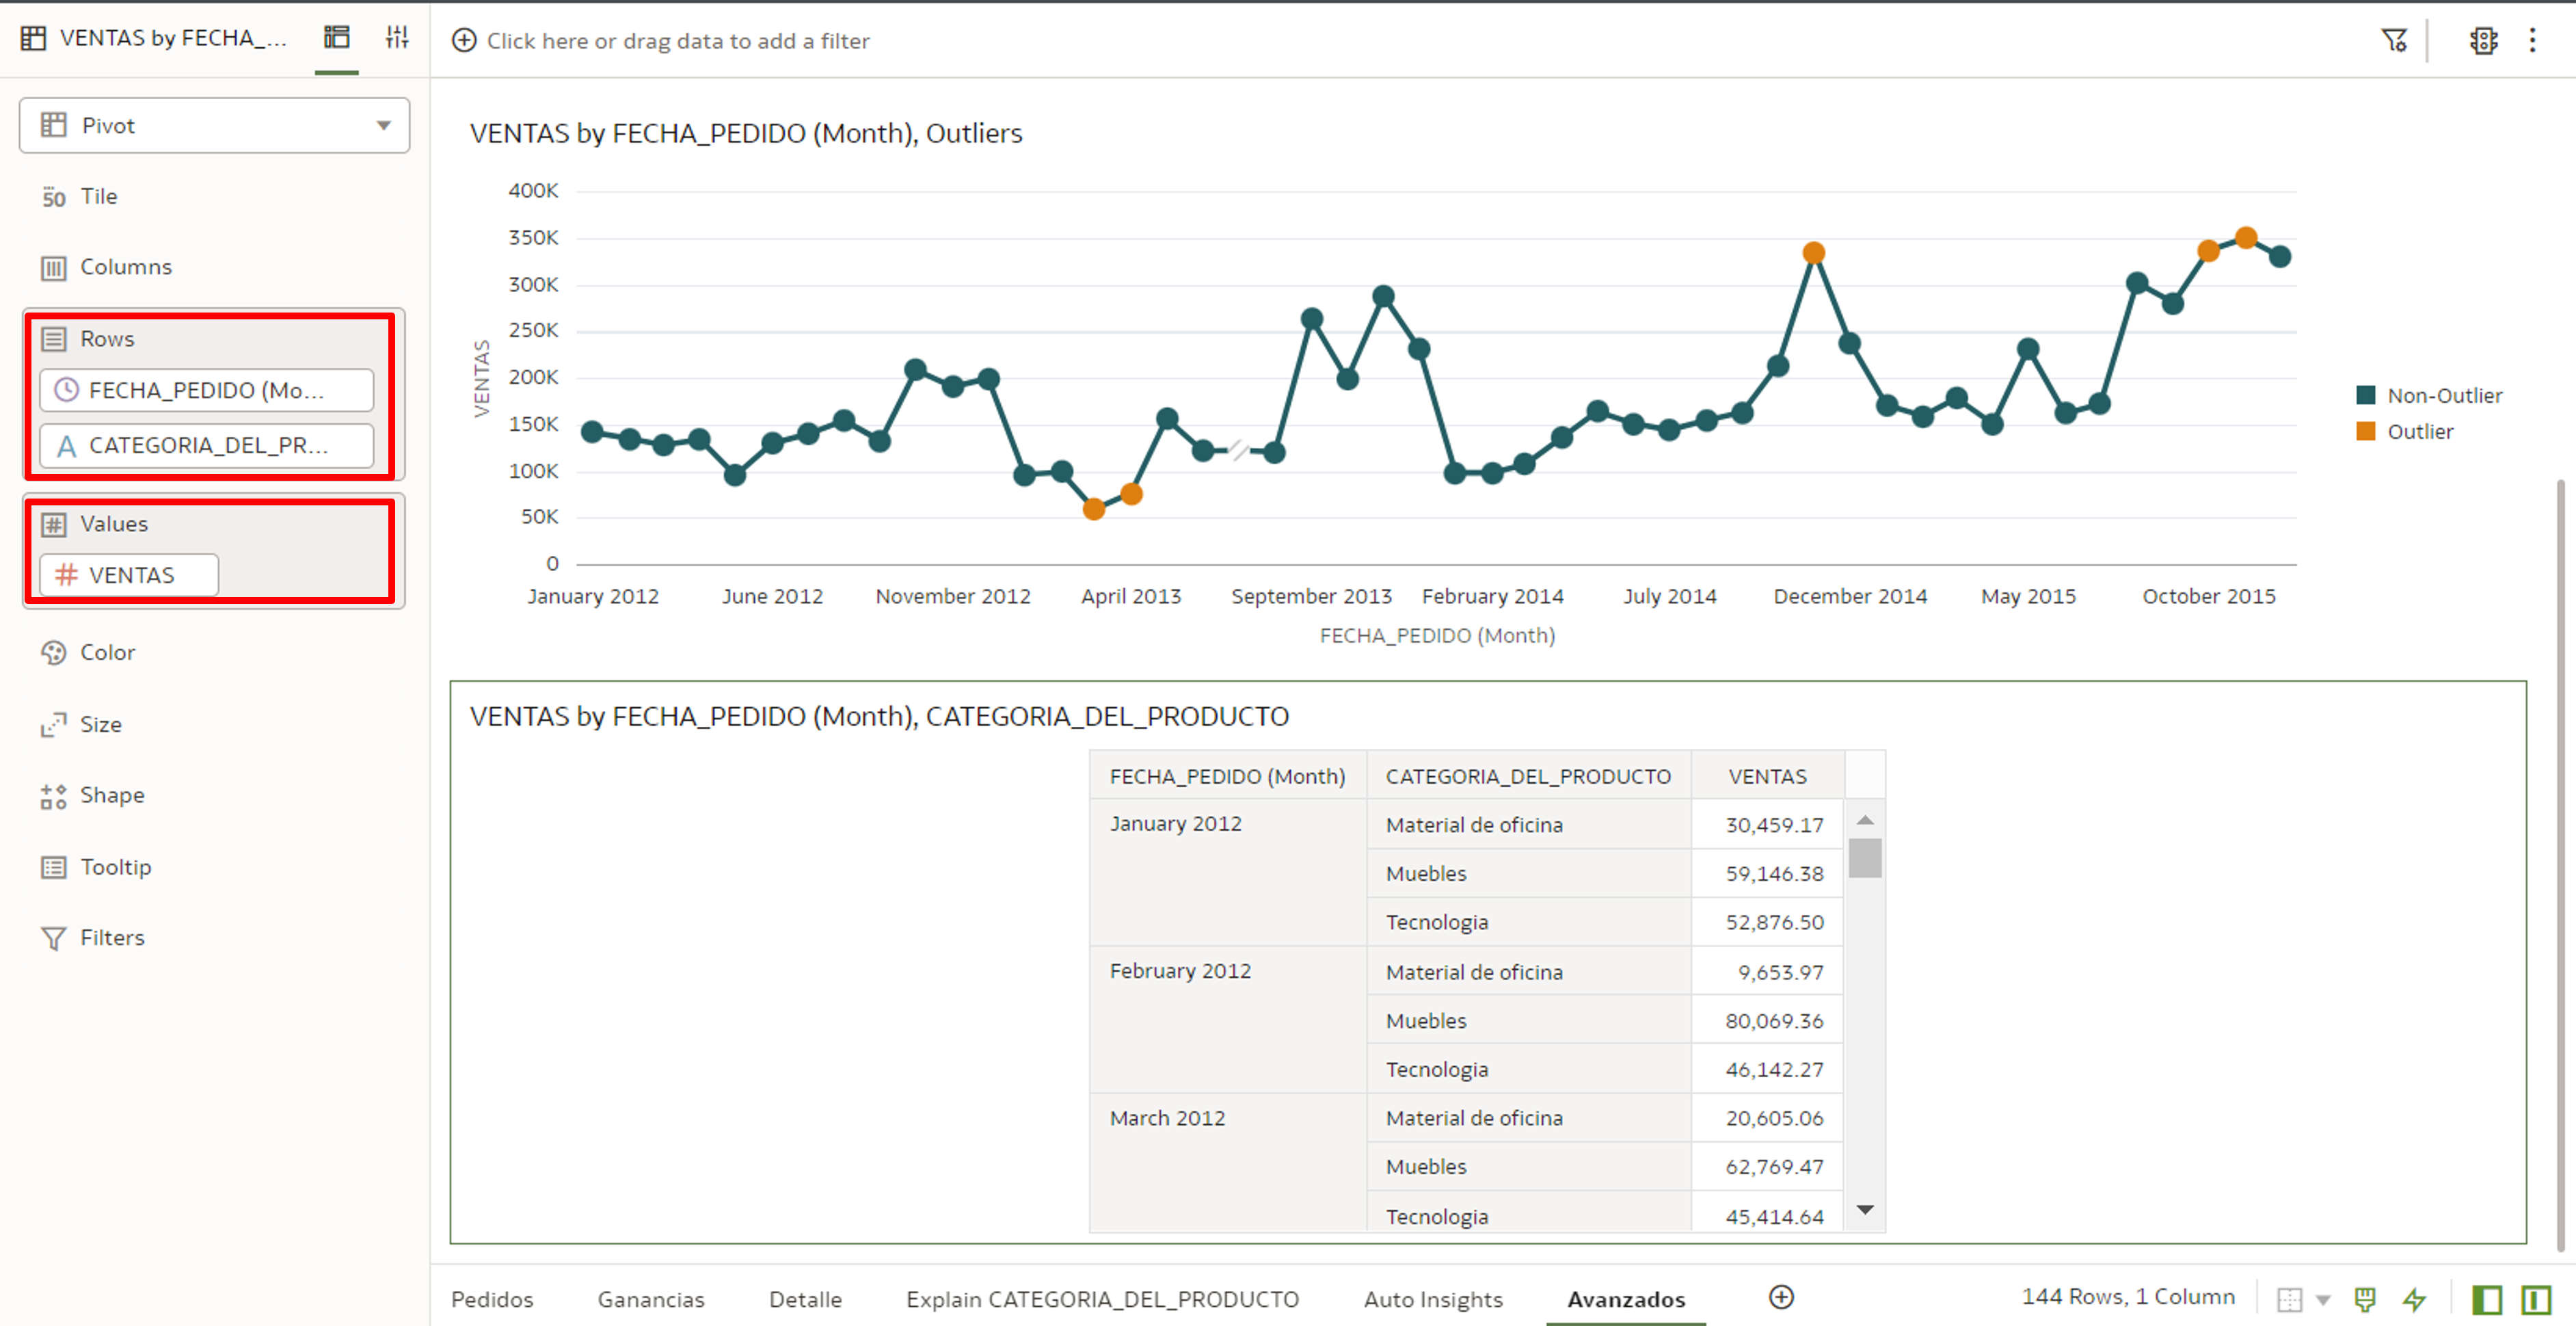 VENTAS by FECHA_...
Click here or drag data to add a filter
Pivot
50 Tile
Columns
Rows
FECHA_PEDIDO (Mo...
A CATEGORIA_DEL_PR...
# Values
# VENTAS
Color
Size
Shape
Tooltip
Filters
VENTAS by FECHA_PEDIDO (Month), Outliers
400K
350K
300K
250K
200K
150K
100K
50K
0
VENTAS
January 2012 June 2012 November 2012 April 2013 September 2013 February 2014 July 2014 December 2014 May 2015 October 2015
FECHA_PEDIDO (Month)
Non-Outlier
Outlier
VENTAS by FECHA_PEDIDO (Month), CATEGORIA_DEL_PRODUCTO
FECHA_PEDIDO (Month) CATEGORIA_DEL_PRODUCTO VENTAS
January 2012 Material de oficina 30,459.17
Muebles 59,146.38
Tecnologia 52,876.50
February 2012 Material de oficina 9,653.97
Muebles 80,069.36
Tecnologia 46,142.27
March 2012 Material de oficina 20,605.06
Muebles 62,769.47
Tecnologia 45,414.64
Pedidos Ganancias Detalle Explain CATEGORIA_DEL_PRODUCTO Auto Insights Avanzados 144 Rows, 1 Column